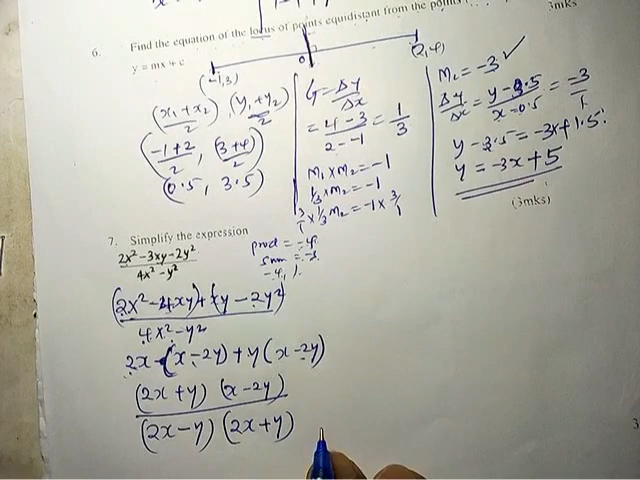 6. Find the equation of the locus of points equidistant from the points
3mks
y = mx + c
(-1,3)
0
(2,4)
(x₁+x₂)/2 , (y₁+y₂)/2
(-1+2)/2 , (3+4)/2
(0.5, 3.5)
G = Δy/Δx
= (4-3)/(2--1) = 1/3
m₁ × m₂ = -1
1/3 × m₂ = -1
3/1 × 1/3 m₂ = -1 × 3/1
m₂ = -3 ✓
Δy/Δx = (y-3.5)/(x-0.5) = -3/1
y - 3.5 = -3x + 1.5
y = -3x + 5
(3mks)
7. Simplify the expression
(2x² - 3xy - 2y²)/(4x² - y²)
prod = -4
sum = -3
-4, 1
(2x² - 4xy) + (xy - 2y²)
4x² - y²
2x (x - 2y) + y (x - 2y)
(2x + y) (x - 2y)
(2x - y) (2x + y)
3